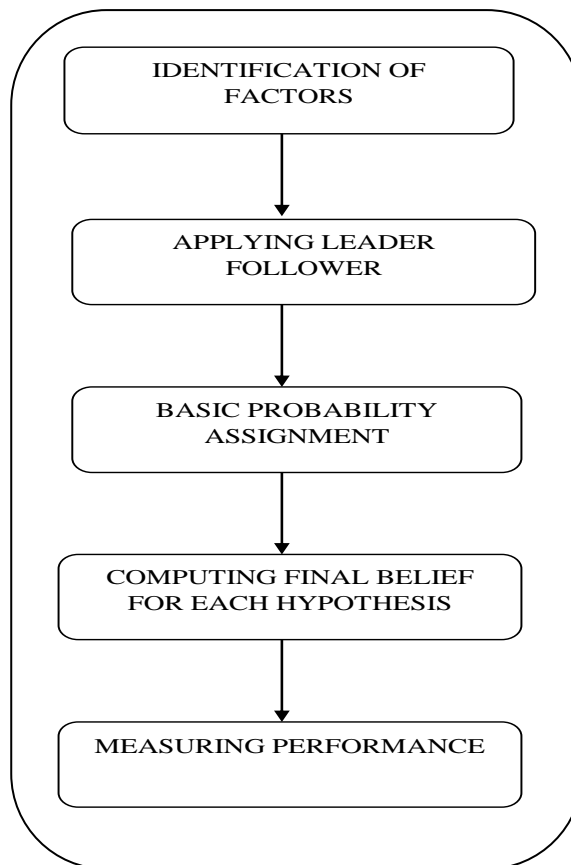 IDENTIFICATION OF
FACTORS
APPLYING LEADER
FOLLOWER
BASIC PROBABILITY
ASSIGNMENT
COMPUTING FINAL BELIEF
FOR EACH HYPOTHESIS
MEASURING PERFORMANCE